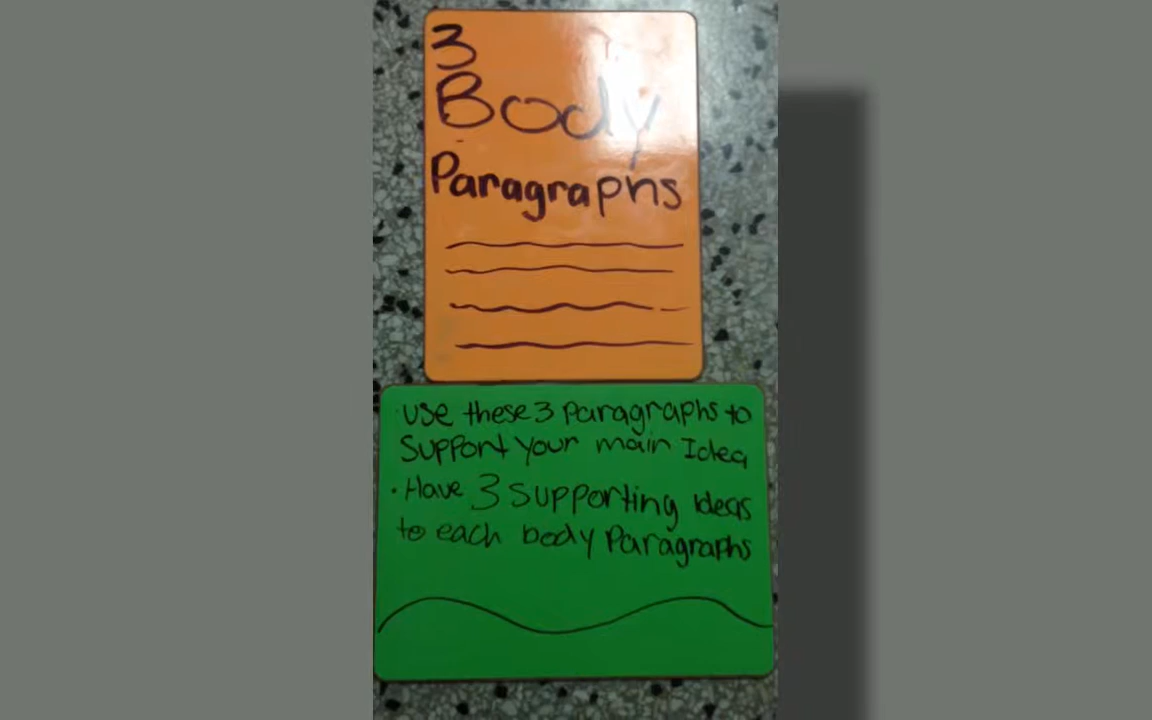 3
Body
Paragraphs
· Use these 3 Paragraphs to
Support your main Idea
· Have 3 Supporting Ideas
to each body Paragraphs